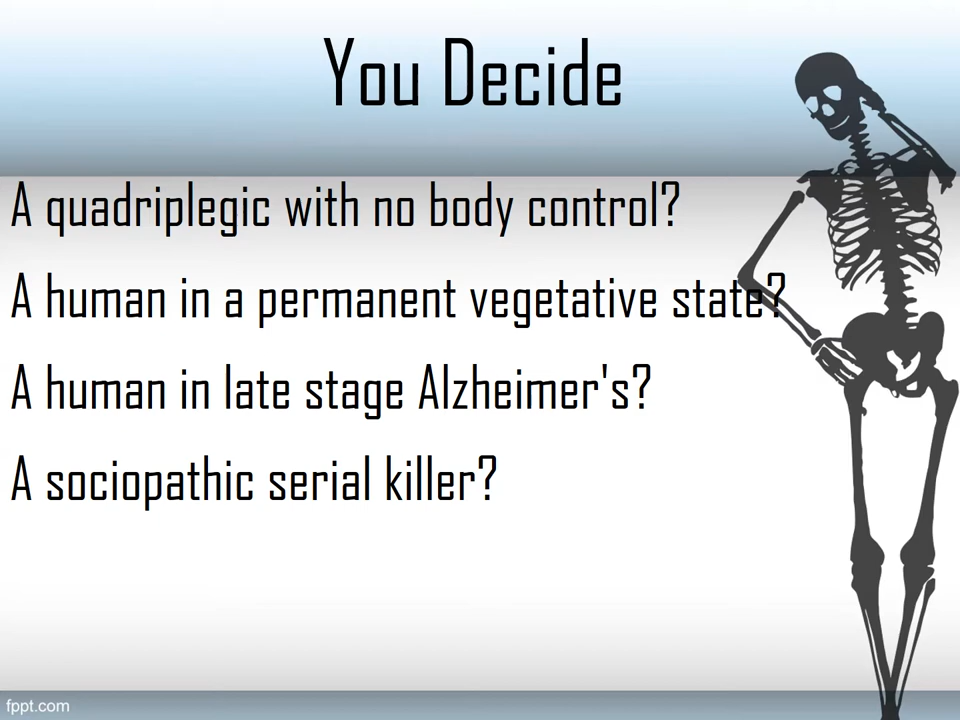 You Decide
A quadriplegic with no body control?
A human in a permanent vegetative state?
A human in late stage Alzheimer's?
A sociopathic serial killer?
fppt.com